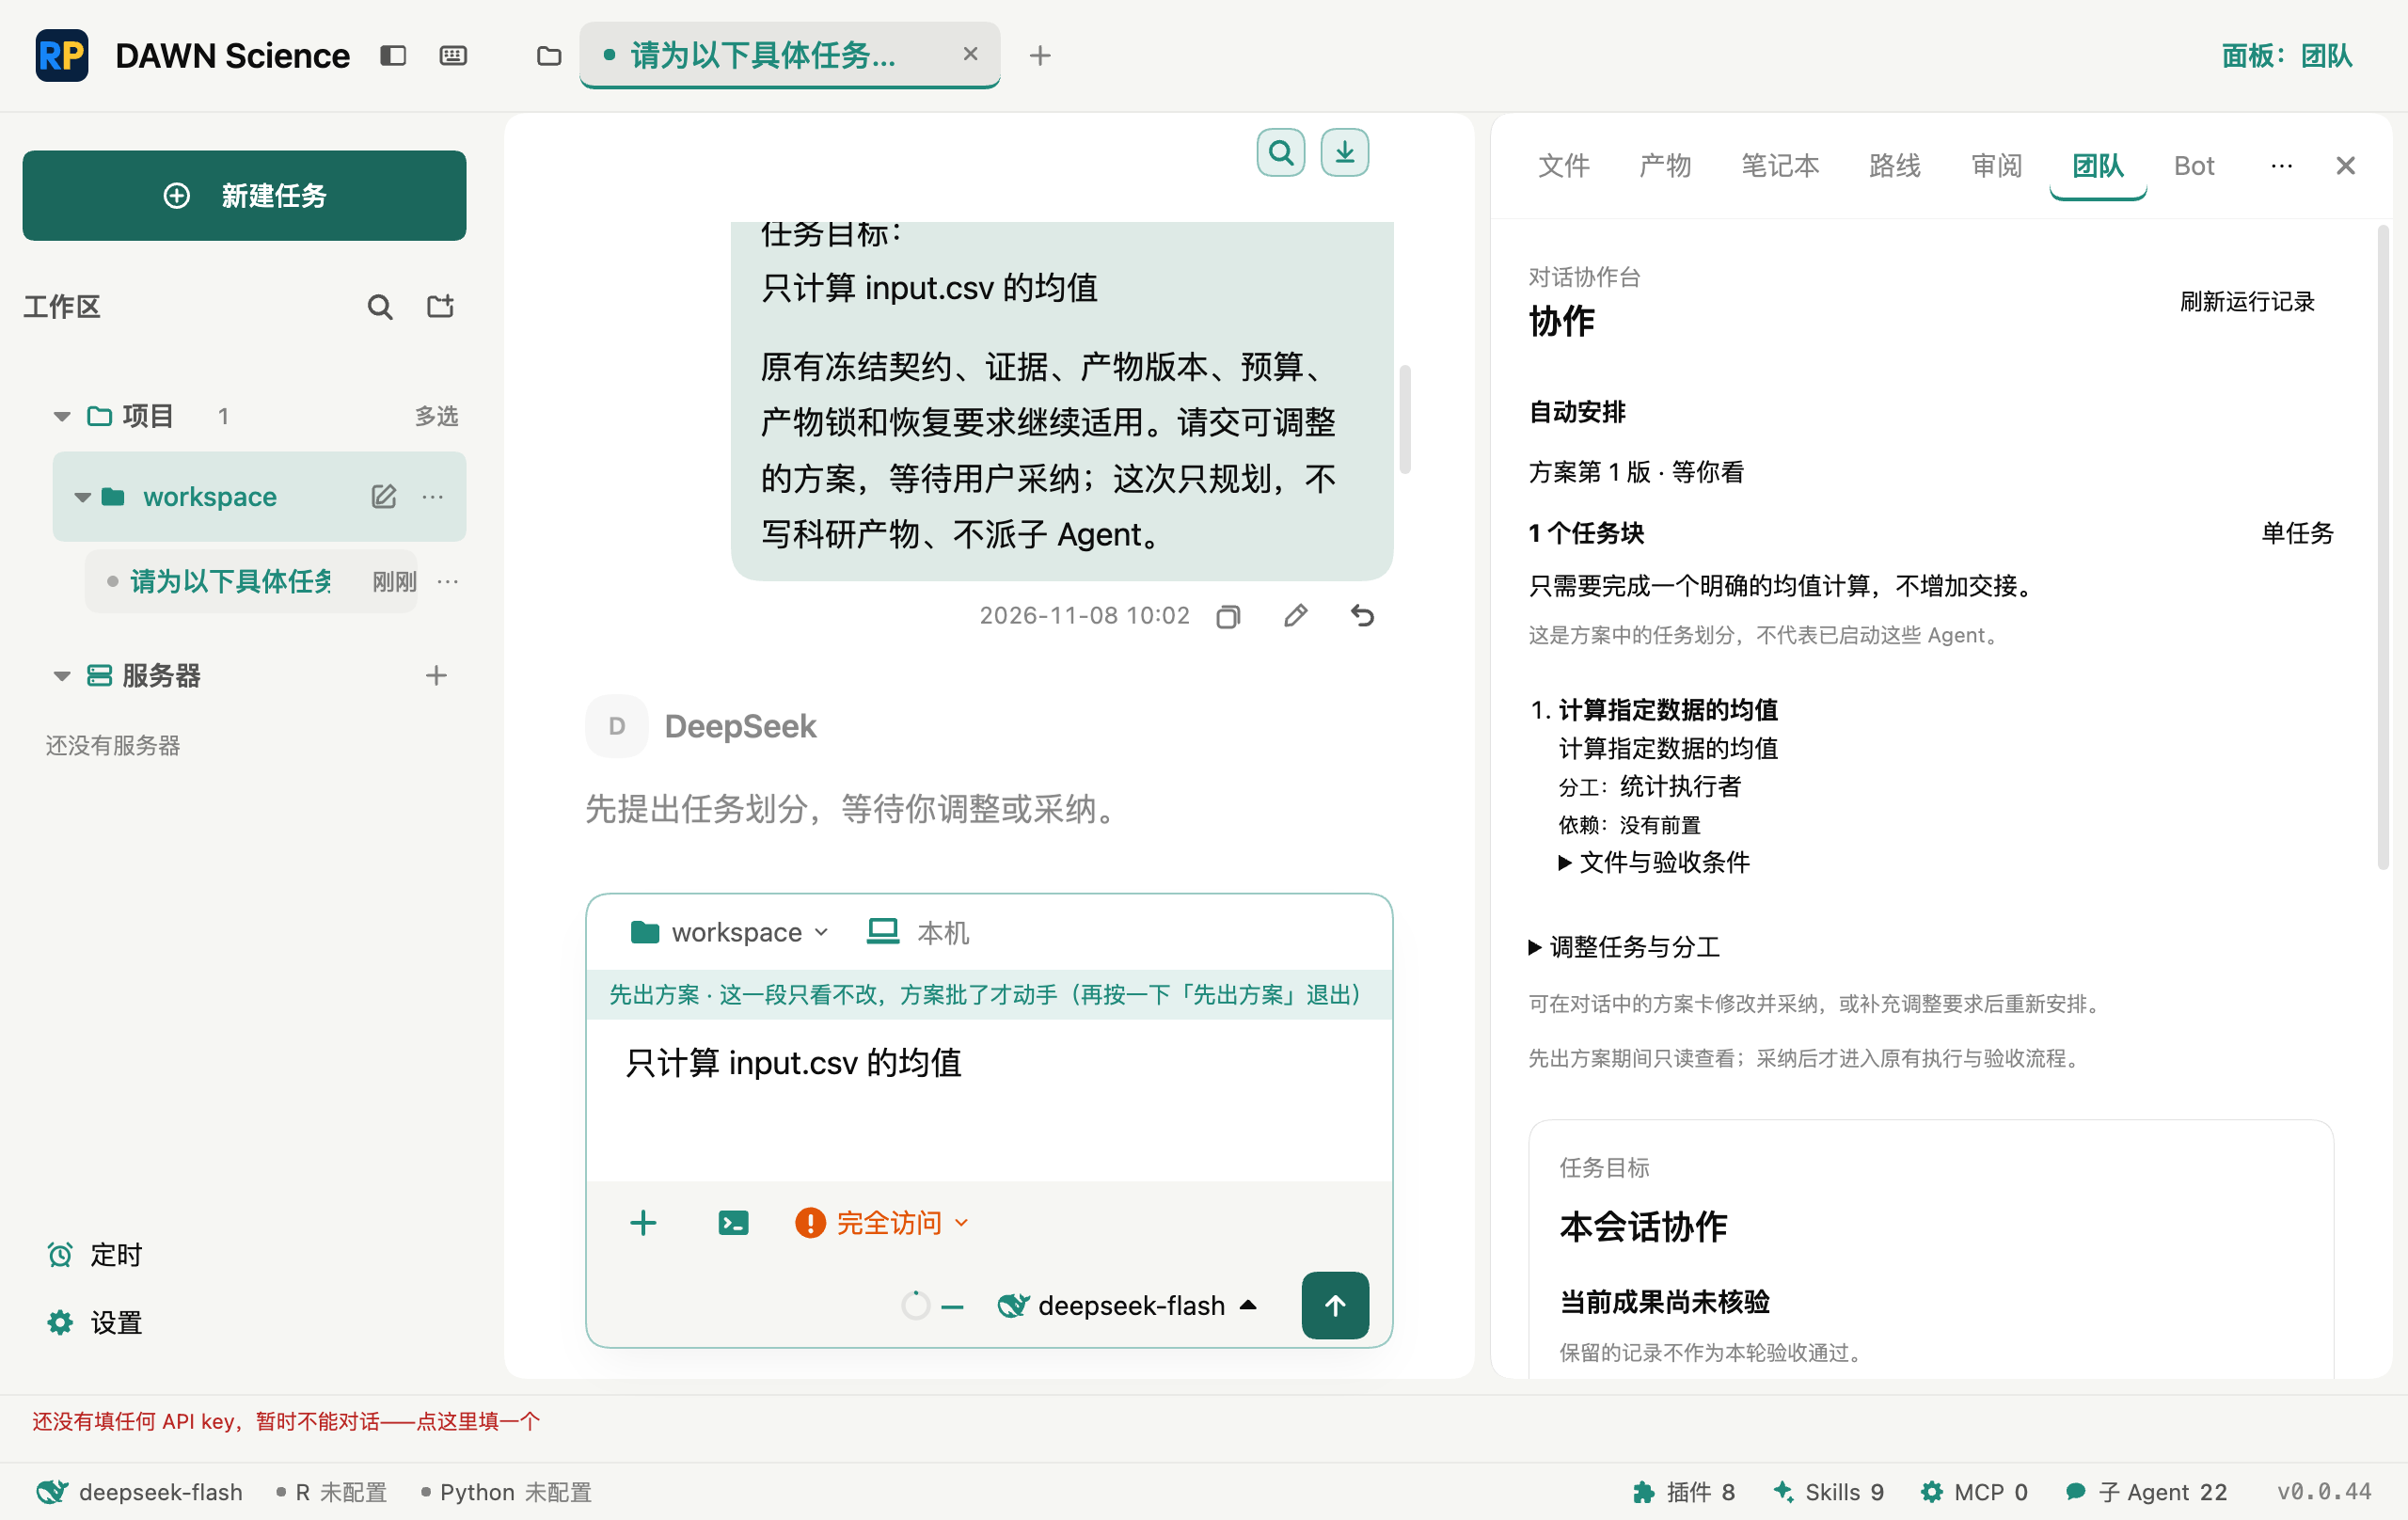 RP DAWN Science
请为以下具体任务...
面板：团队
新建任务
工作区
项目 1 多选
workspace
请为以下具体任务 刚刚
服务器
还没有服务器
定时
设置
任务目标：
只计算 input.csv 的均值
原有冻结契约、证据、产物版本、预算、
产物锁和恢复要求继续适用。请交可调整
的方案，等待用户采纳；这次只规划，不
写科研产物、不派子 Agent。
2026-11-08 10:02
D DeepSeek
先提出任务划分，等待你调整或采纳。
workspace 本机
先出方案 · 这一段只看不改，方案批了才动手（再按一下「先出方案」退出）
只计算 input.csv 的均值
完全访问
deepseek-flash
文件 产物 笔记本 路线 审阅 团队 Bot
对话协作台
协作
刷新运行记录
自动安排
方案第 1 版 · 等你看
1 个任务块 单任务
只需要完成一个明确的均值计算，不增加交接。
这是方案中的任务划分，不代表已启动这些 Agent。
1. 计算指定数据的均值
计算指定数据的均值
分工：统计执行者
依赖：没有前置
文件与验收条件
调整任务与分工
可在对话中的方案卡修改并采纳，或补充调整要求后重新安排。
先出方案期间只读查看；采纳后才进入原有执行与验收流程。
任务目标
本会话协作
当前成果尚未核验
保留的记录不作为本轮验收通过。
还没有填任何 API key，暂时不能对话——点这里填一个
deepseek-flash R 未配置 Python 未配置
插件 8 Skills 9 MCP 0 子 Agent 22 v0.0.44